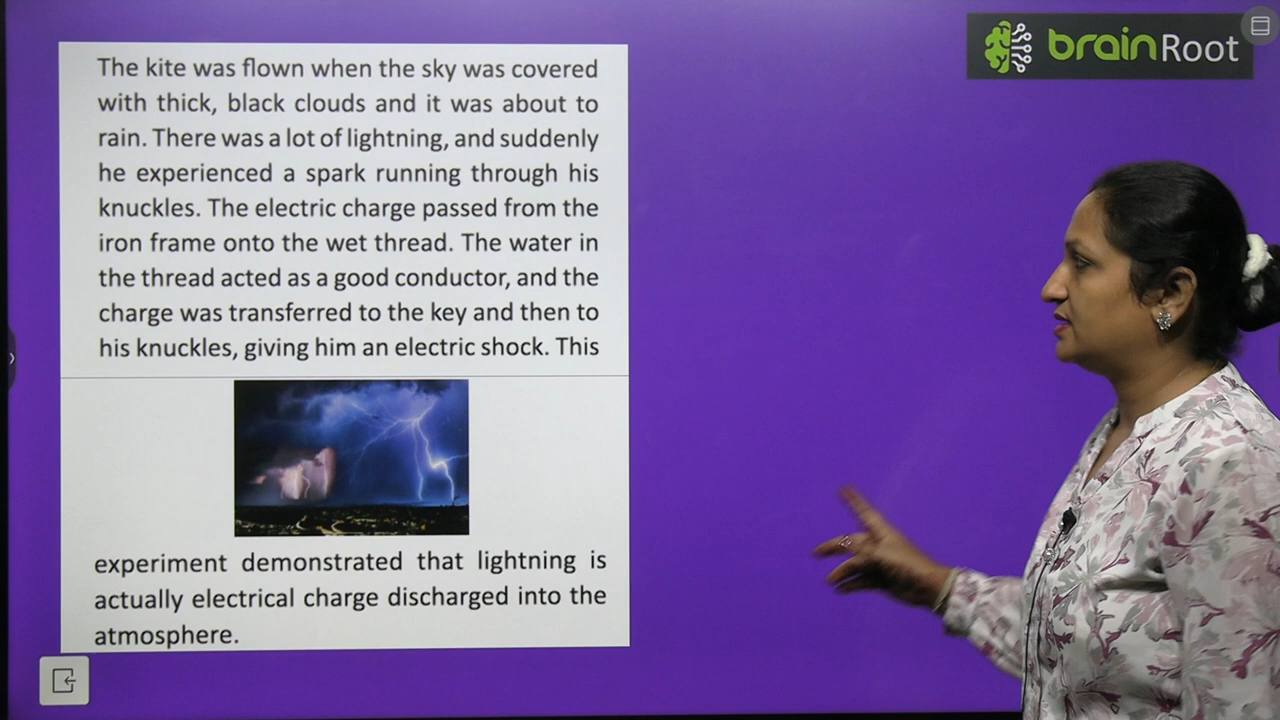 brainRoot
The kite was flown when the sky was covered
with thick, black clouds and it was about to
rain. There was a lot of lightning, and suddenly
he experienced a spark running through his
knuckles. The electric charge passed from the
iron frame onto the wet thread. The water in
the thread acted as a good conductor, and the
charge was transferred to the key and then to
his knuckles, giving him an electric shock. This
experiment demonstrated that lightning is
actually electrical charge discharged into the
atmosphere.